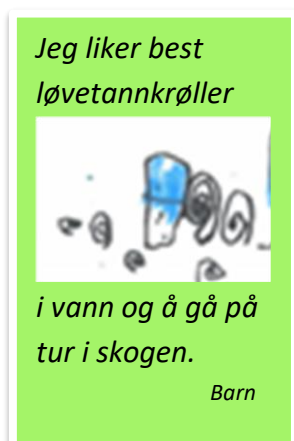 Jeg liker best
løvetannkrøller
i vann og å gå på
tur i skogen.
Barn